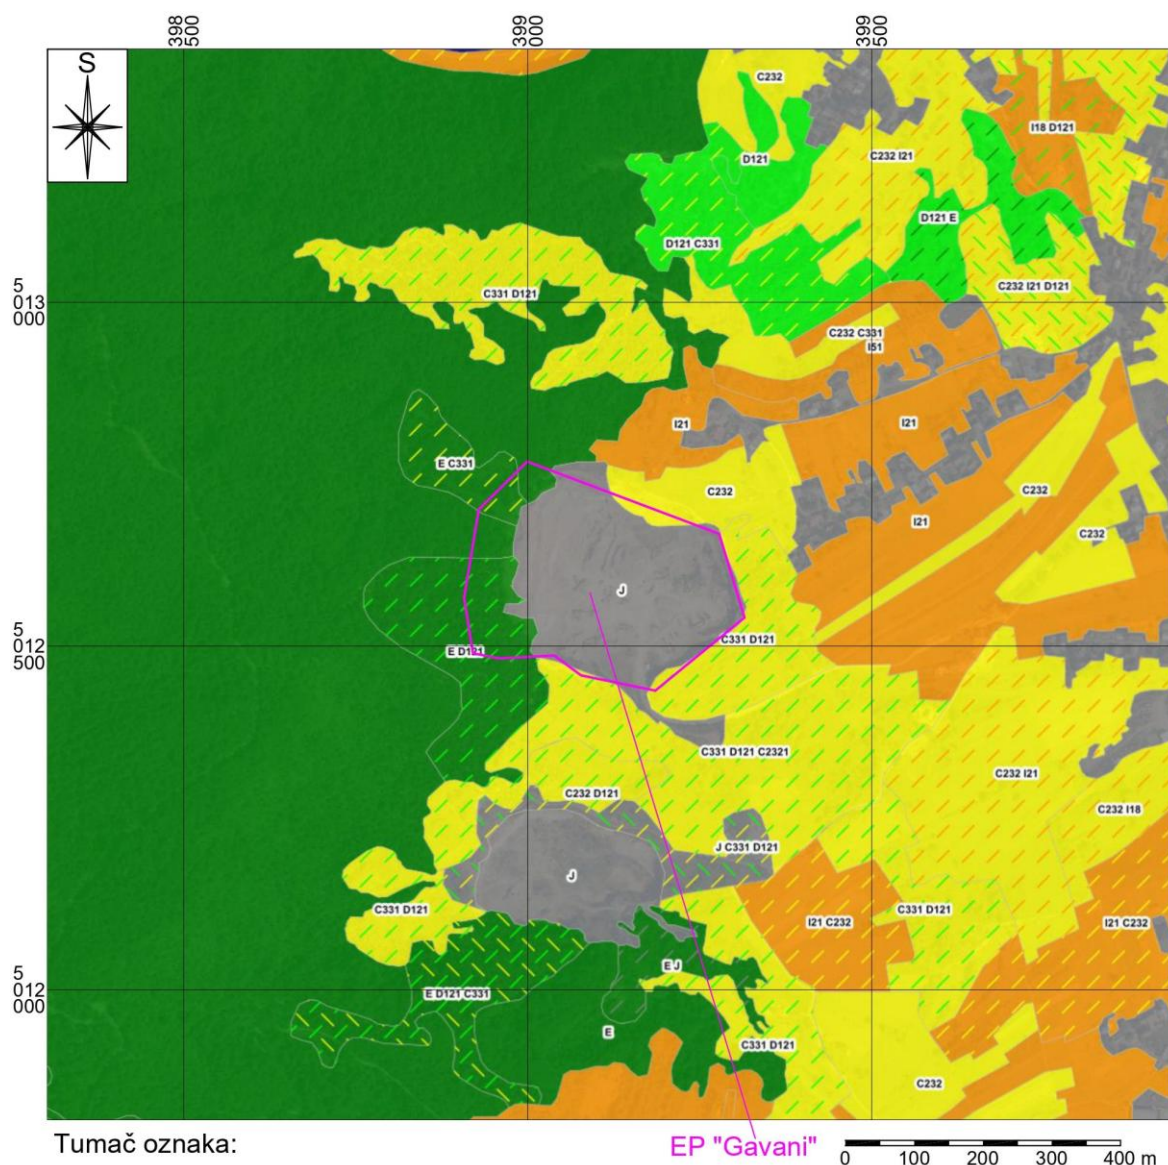 398
500
399
000
399
500
S
C232
I18 D121
C232 I21
D121
D121 E
D121 C331
C232 I21 D121
C331 D121
5
013
000
C232 C331
I51
I21
I21
E C331
C232
C232
I21
C232
J
C331 D121
5
012
500
E D121
C331 D121 C2321
C232 I21
C232 D121
C232 I18
J C331 D121
J
C331 D121
C331 D121
I21 C232
I21 C232
E J
5
012
000
E D121 C331
E
C331 D121
C232
Tumač oznaka:
EP "Gavani"
0 100 200 300 400 m